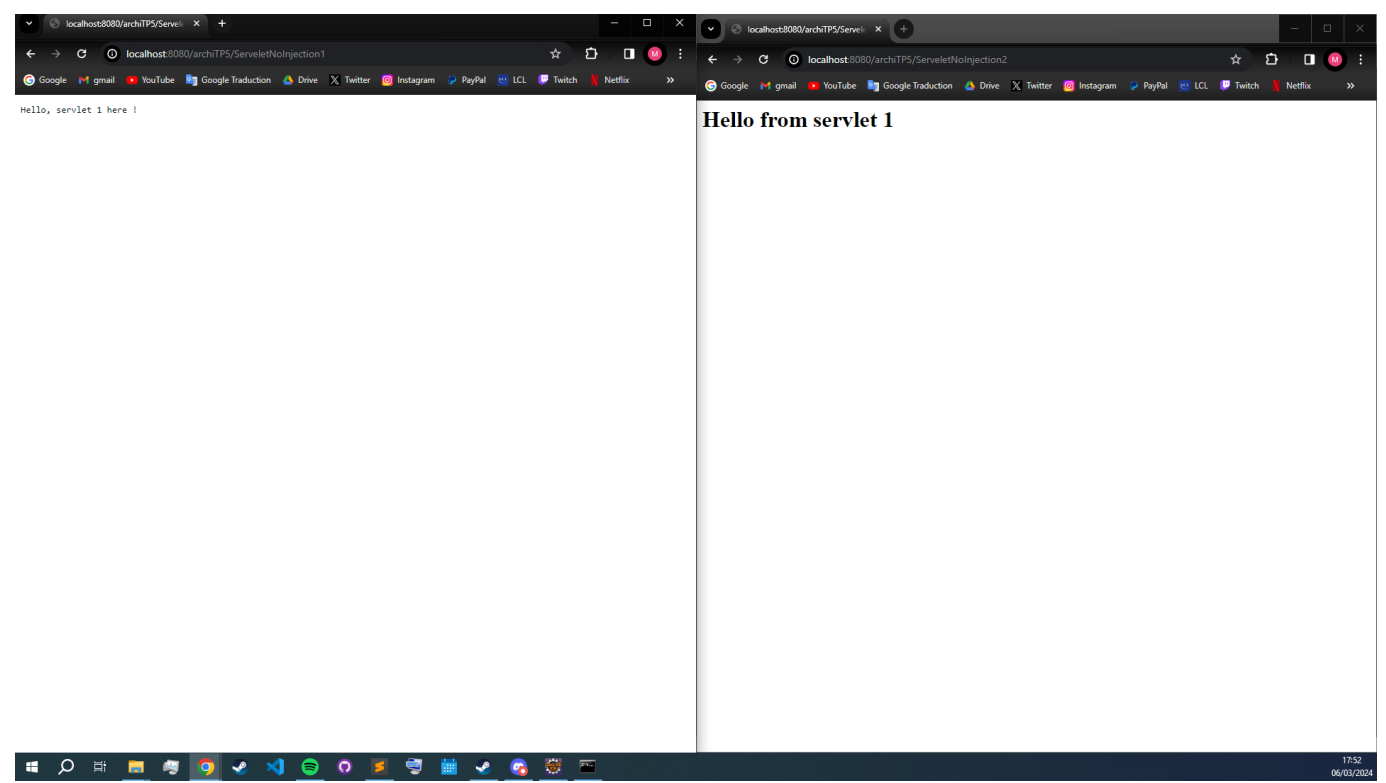 localhost:8080/archiTP5/Servele
localhost:8080/archiTP5/ServeletNoInjection1
M
Google gmail YouTube Google Traduction Drive Twitter Instagram PayPal LCL Twitch Netflix »
Hello, servlet 1 here !
localhost:8080/archiTP5/Servele
localhost:8080/archiTP5/ServeletNoInjection2
M
Google gmail YouTube Google Traduction Drive Twitter Instagram PayPal LCL Twitch Netflix »
Hello from servlet 1
17:52
06/03/2024